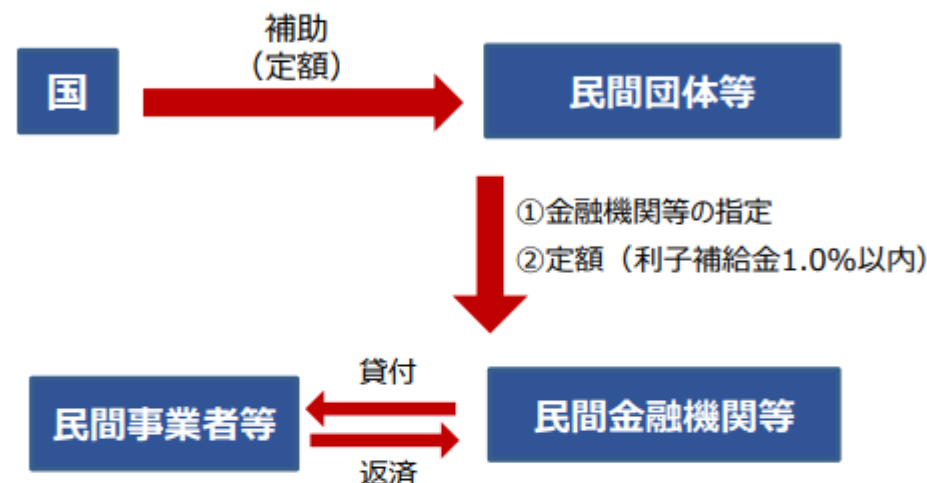 補助
（定額）
国
民間団体等
①金融機関等の指定
②定額（利子補給金1.0%以内）
貸付
民間事業者等
民間金融機関等
返済